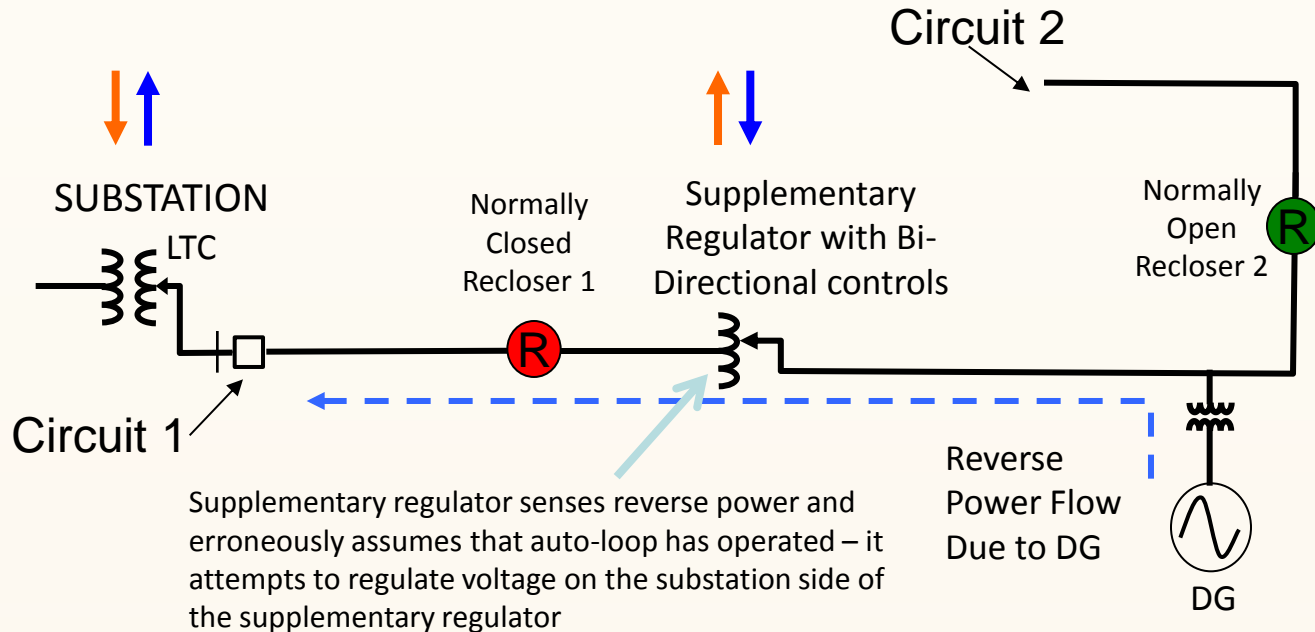 Circuit 2
SUBSTATION
LTC
Normally
Closed
Recloser 1
Supplementary
Regulator with Bi-
Directional controls
Normally
Open
Recloser 2
R
R
Circuit 1
Supplementary regulator senses reverse power and
erroneously assumes that auto-loop has operated – it
attempts to regulate voltage on the substation side of
the supplementary regulator
Reverse
Power Flow
Due to DG
DG